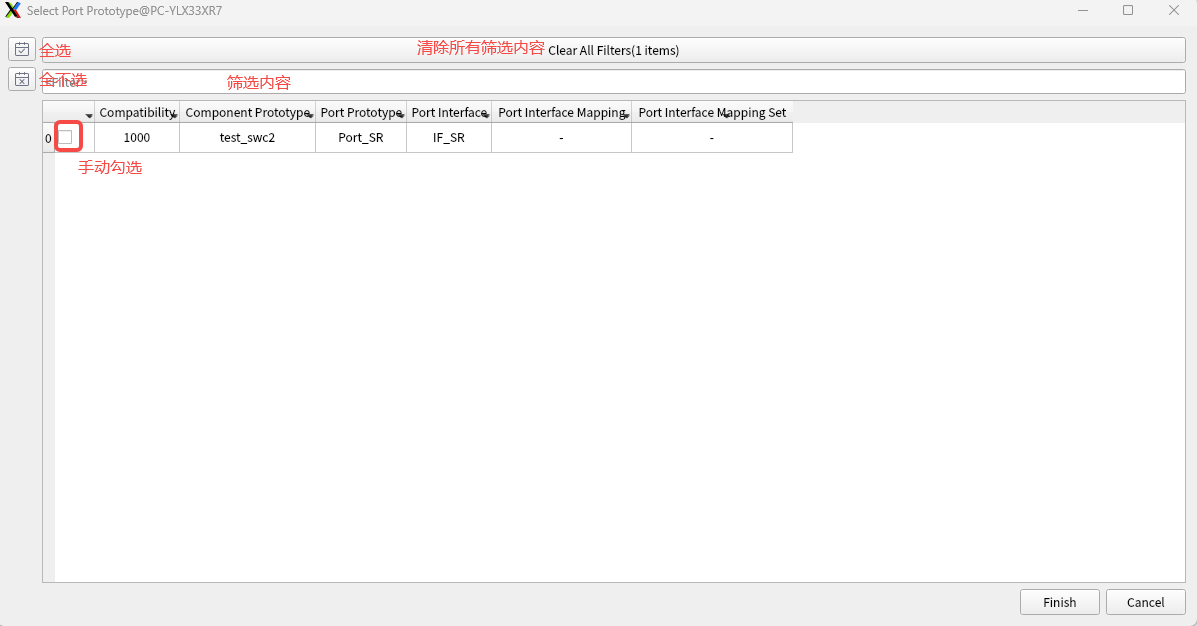 Select Port Prototype@PC-YLX33XR7
全选
清除所有筛选内容 Clear All Filters(1 items)
全不选
筛选内容
Compatibility Component Prototype Port Prototype Port Interface Port Interface Mapping Port Interface Mapping Set
0 1000 test_swc2 Port_SR IF_SR - -
手动勾选
Finish Cancel